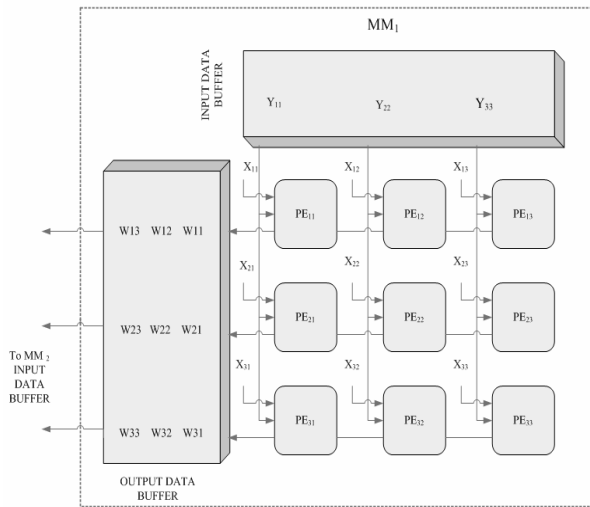 MM₁
INPUT DATA
BUFFER
Y₁₁ Y₂₂ Y₃₃
X₁₁ X₁₂ X₁₃
PE₁₁ PE₁₂ PE₁₃
W13 W12 W11
X₂₁ X₂₂ X₂₃
PE₂₁ PE₂₂ PE₂₃
W23 W22 W21
To MM ₂
INPUT
DATA
BUFFER
X₃₁ X₃₂ X₃₃
PE₃₁ PE₃₂ PE₃₃
W33 W32 W31
OUTPUT DATA
BUFFER